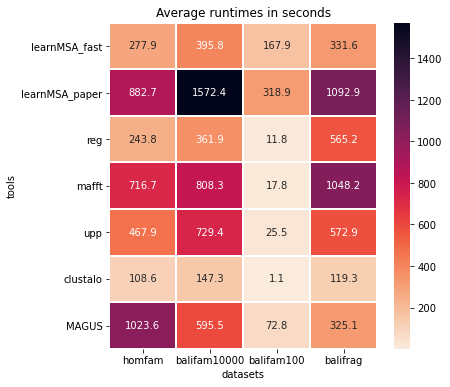 Average runtimes in seconds
learnMSA_fast 277.9 395.8 167.9 331.6
learnMSA_paper 882.7 1572.4 318.9 1092.9
reg 243.8 361.9 11.8 565.2
mafft 716.7 808.3 17.8 1048.2
upp 467.9 729.4 25.5 572.9
clustalo 108.6 147.3 1.1 119.3
MAGUS 1023.6 595.5 72.8 325.1
homfam balifam10000 balifam100 balifrag
datasets
tools
1400
1200
1000
800
600
400
200